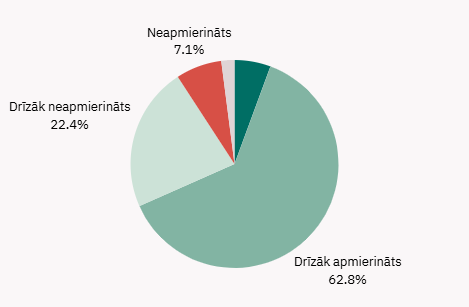 Neapmierināts
7.1%
Drīzāk neapmierināts
22.4%
Drīzāk apmierināts
62.8%